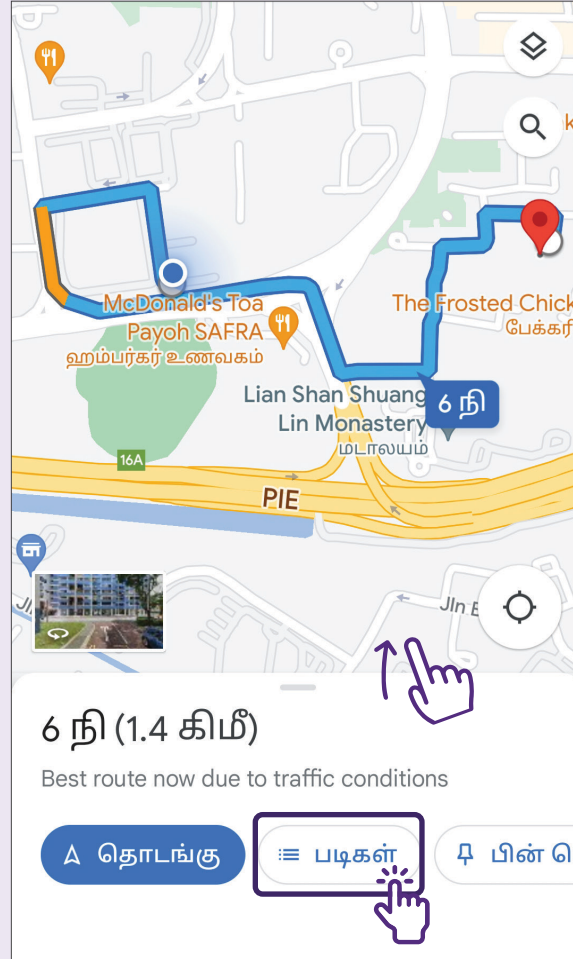 k
McDonald's Toa
Payoh SAFRA
ஹம்பர்கர் உணவகம்
The Frosted Chick
பேக்கரி
Lian Shan Shuang
Lin Monastery
மடாலயம்
6 நி
16A
PIE
Jln E
6 நி (1.4 கிமீ)
Best route now due to traffic conditions
தொடங்கு
படிகள்
பின் செ